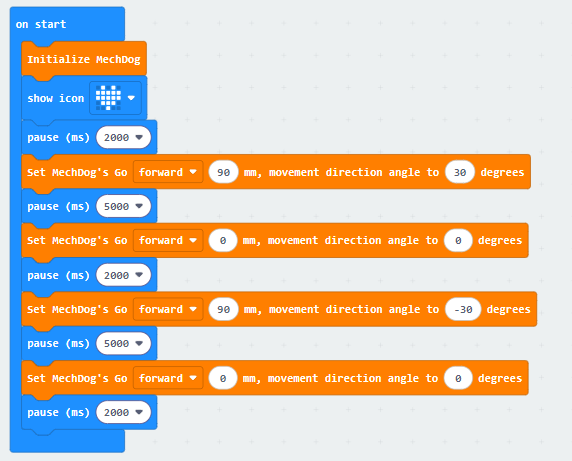 on start
Initialize MechDog
show icon
pause (ms) 2000
Set MechDog's Go forward 90 mm, movement direction angle to 30 degrees
pause (ms) 5000
Set MechDog's Go forward 0 mm, movement direction angle to 0 degrees
pause (ms) 2000
Set MechDog's Go forward 90 mm, movement direction angle to -30 degrees
pause (ms) 5000
Set MechDog's Go forward 0 mm, movement direction angle to 0 degrees
pause (ms) 2000